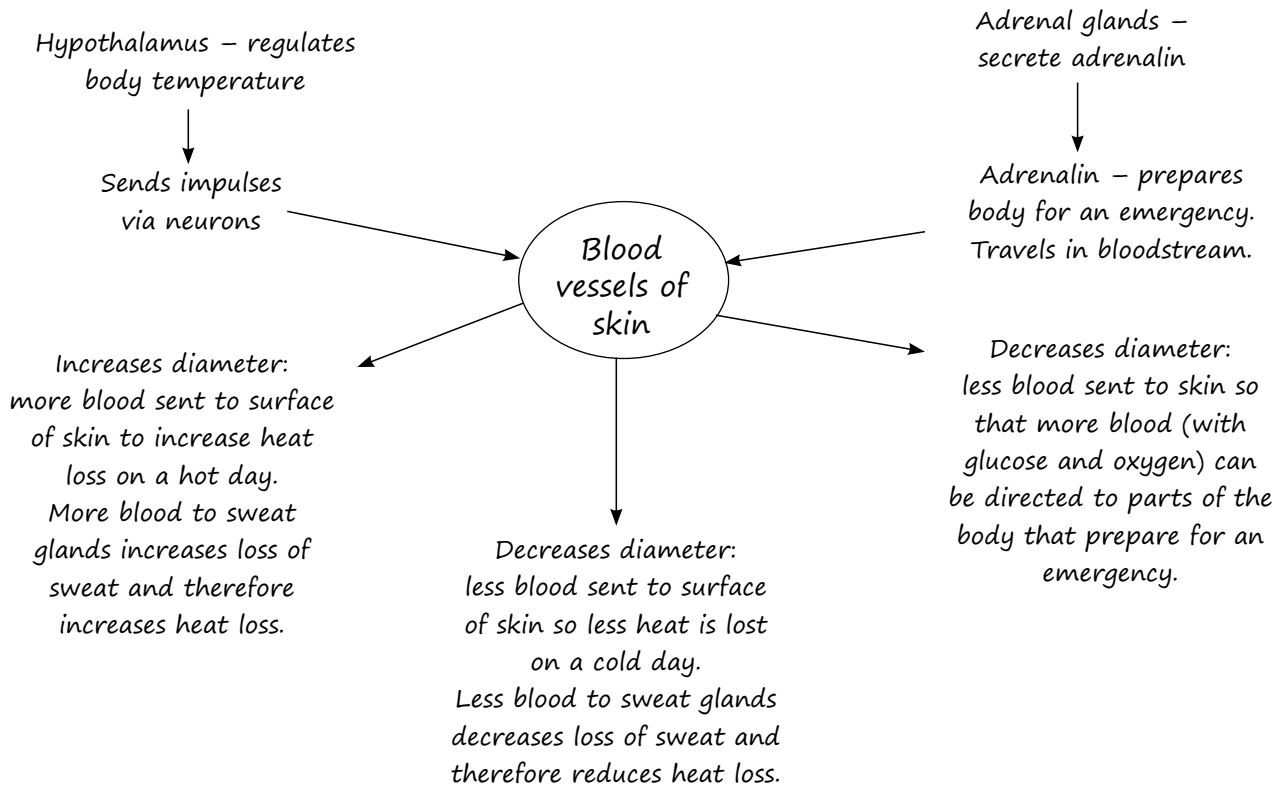 Hypothalamus – regulates
body temperature
Sends impulses
via neurons
Adrenal glands –
secrete adrenalin
Adrenalin – prepares
body for an emergency.
Travels in bloodstream.
Blood
vessels of
skin
Increases diameter:
more blood sent to surface
of skin to increase heat
loss on a hot day.
More blood to sweat
glands increases loss of
sweat and therefore
increases heat loss.
Decreases diameter:
less blood sent to surface
of skin so less heat is lost
on a cold day.
Less blood to sweat glands
decreases loss of sweat and
therefore reduces heat loss.
Decreases diameter:
less blood sent to skin so
that more blood (with
glucose and oxygen) can
be directed to parts of the
body that prepare for an
emergency.